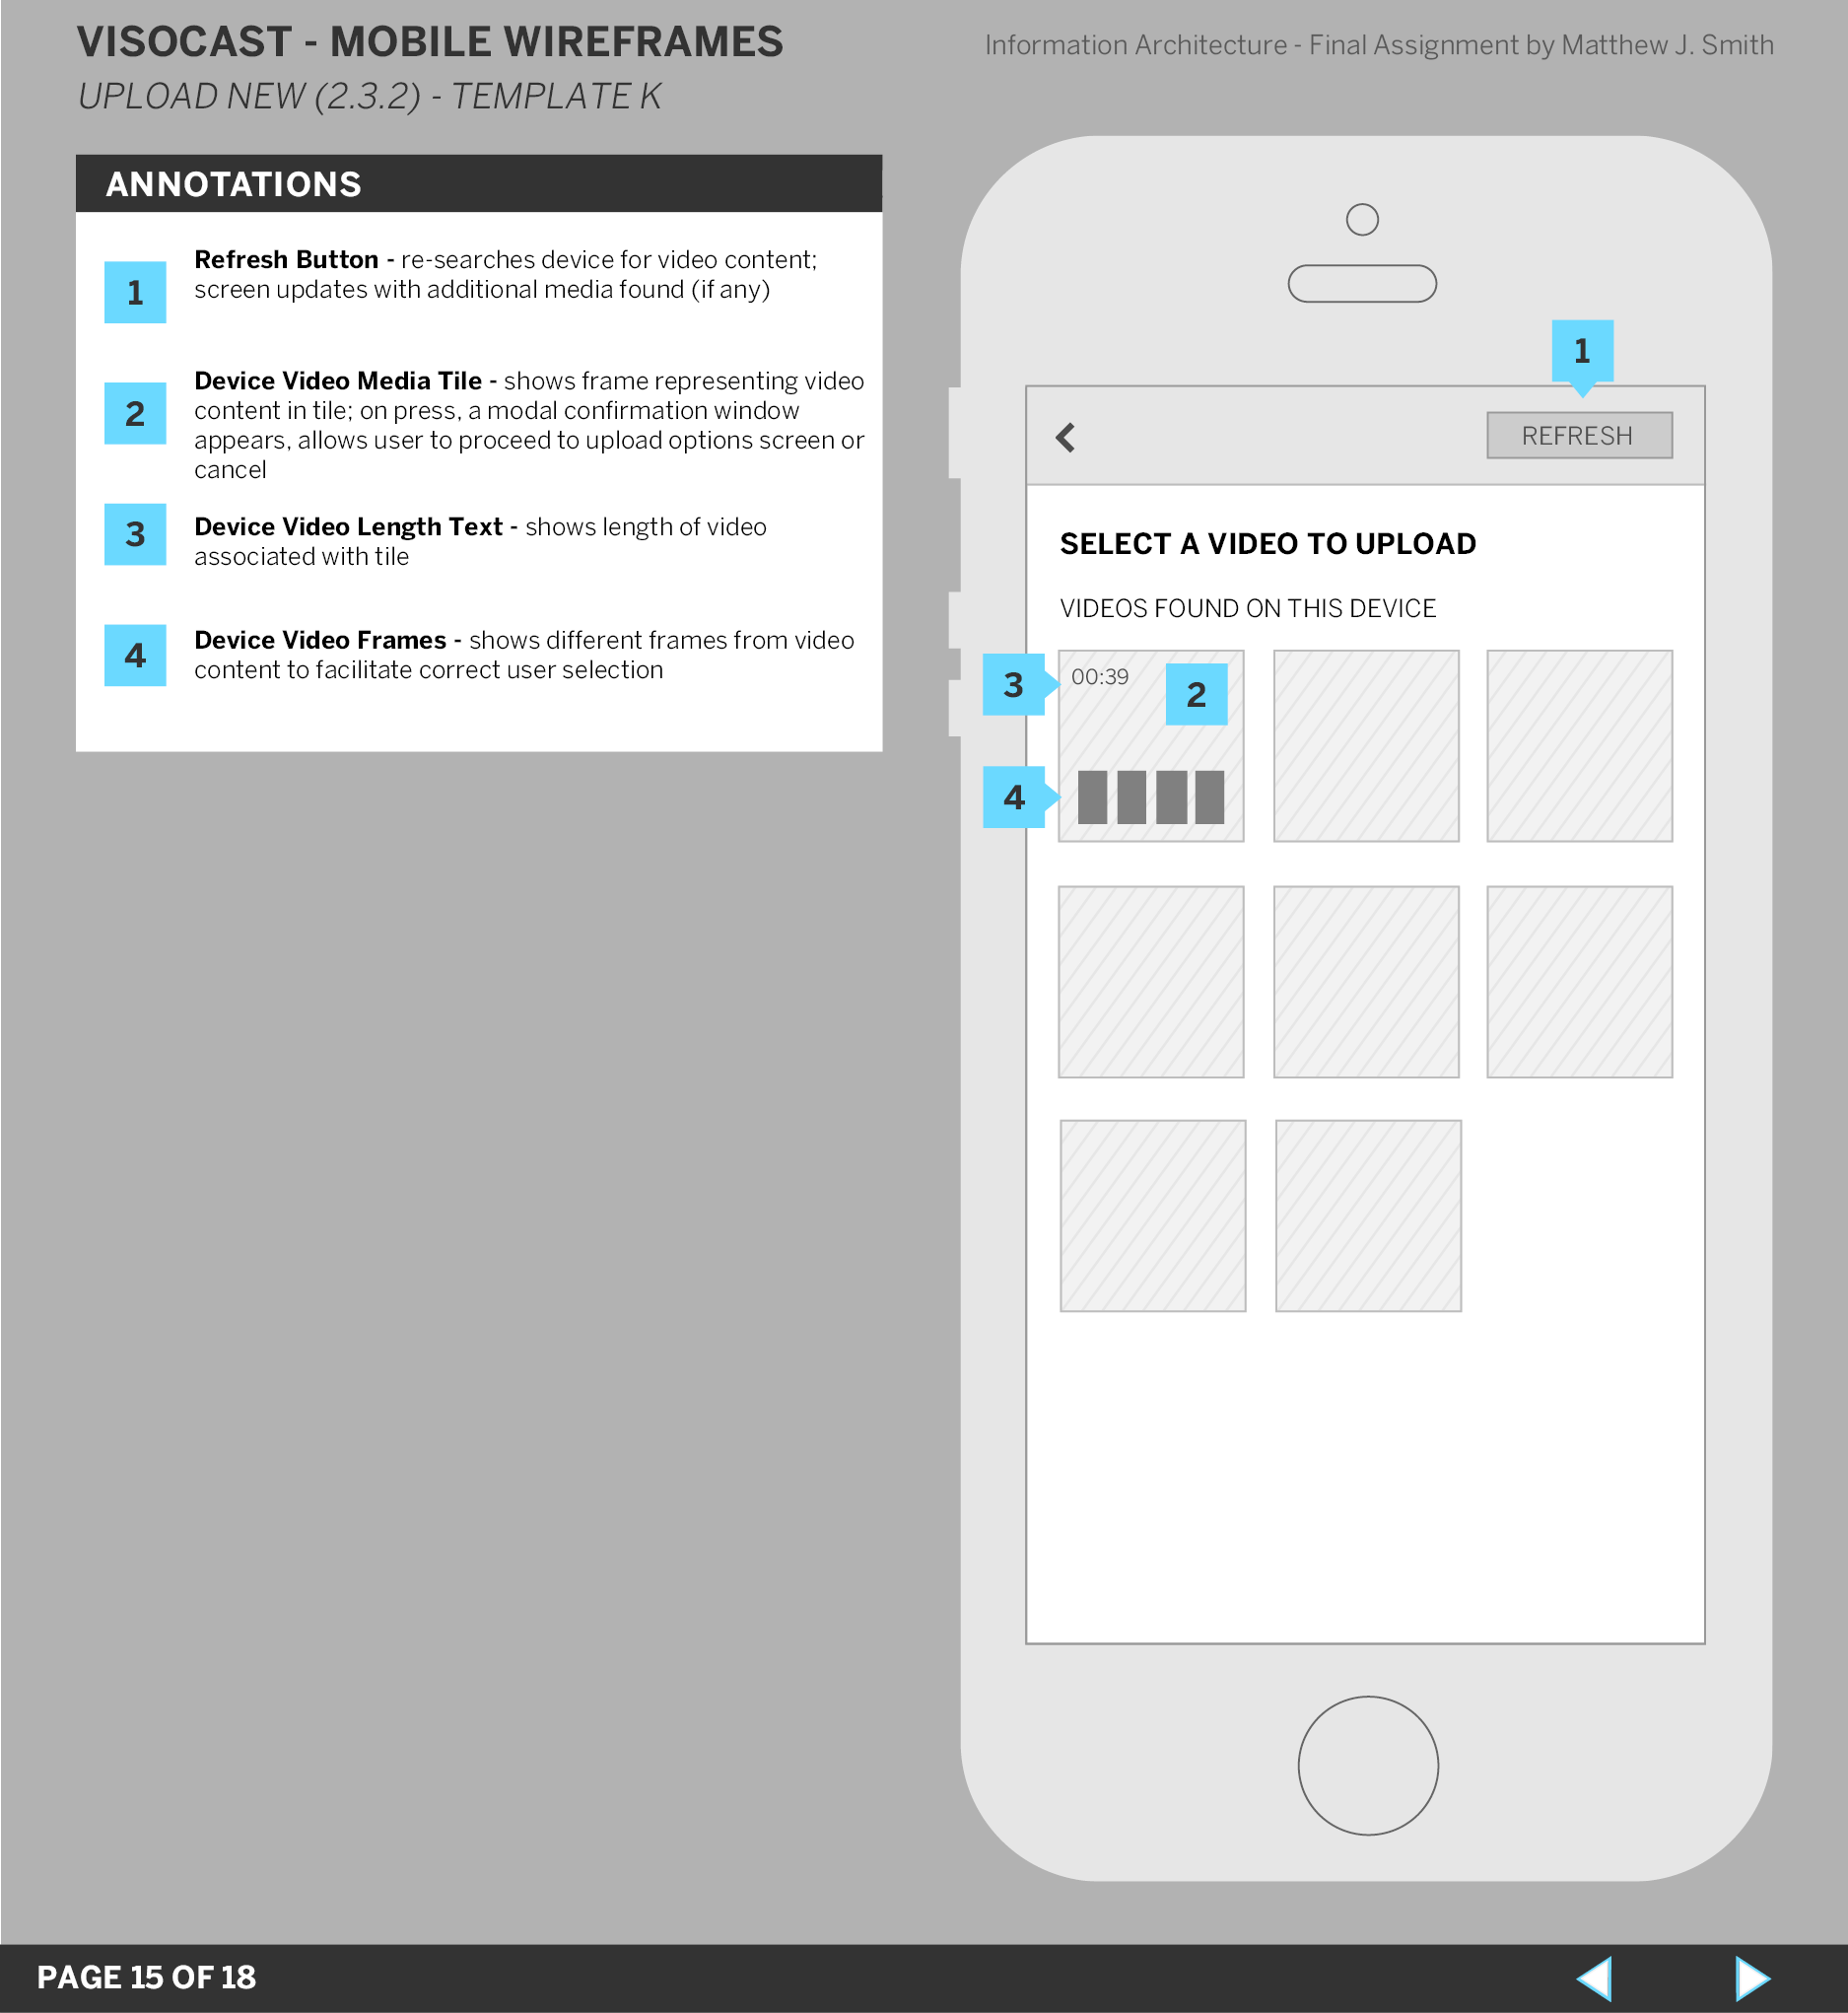 VISOCAST - MOBILE WIREFRAMES
Information Architecture - Final Assignment by Matthew J. Smith
UPLOAD NEW (2.3.2) - TEMPLATE K
ANNOTATIONS
1
Refresh Button - re-searches device for video content;
screen updates with additional media found (if any)
2
Device Video Media Tile - shows frame representing video
content in tile; on press, a modal confirmation window
appears, allows user to proceed to upload options screen or
cancel
3
Device Video Length Text - shows length of video
associated with tile
4
Device Video Frames - shows different frames from video
content to facilitate correct user selection
1
REFRESH
SELECT A VIDEO TO UPLOAD
VIDEOS FOUND ON THIS DEVICE
3
00:39
2
4
PAGE 15 OF 18